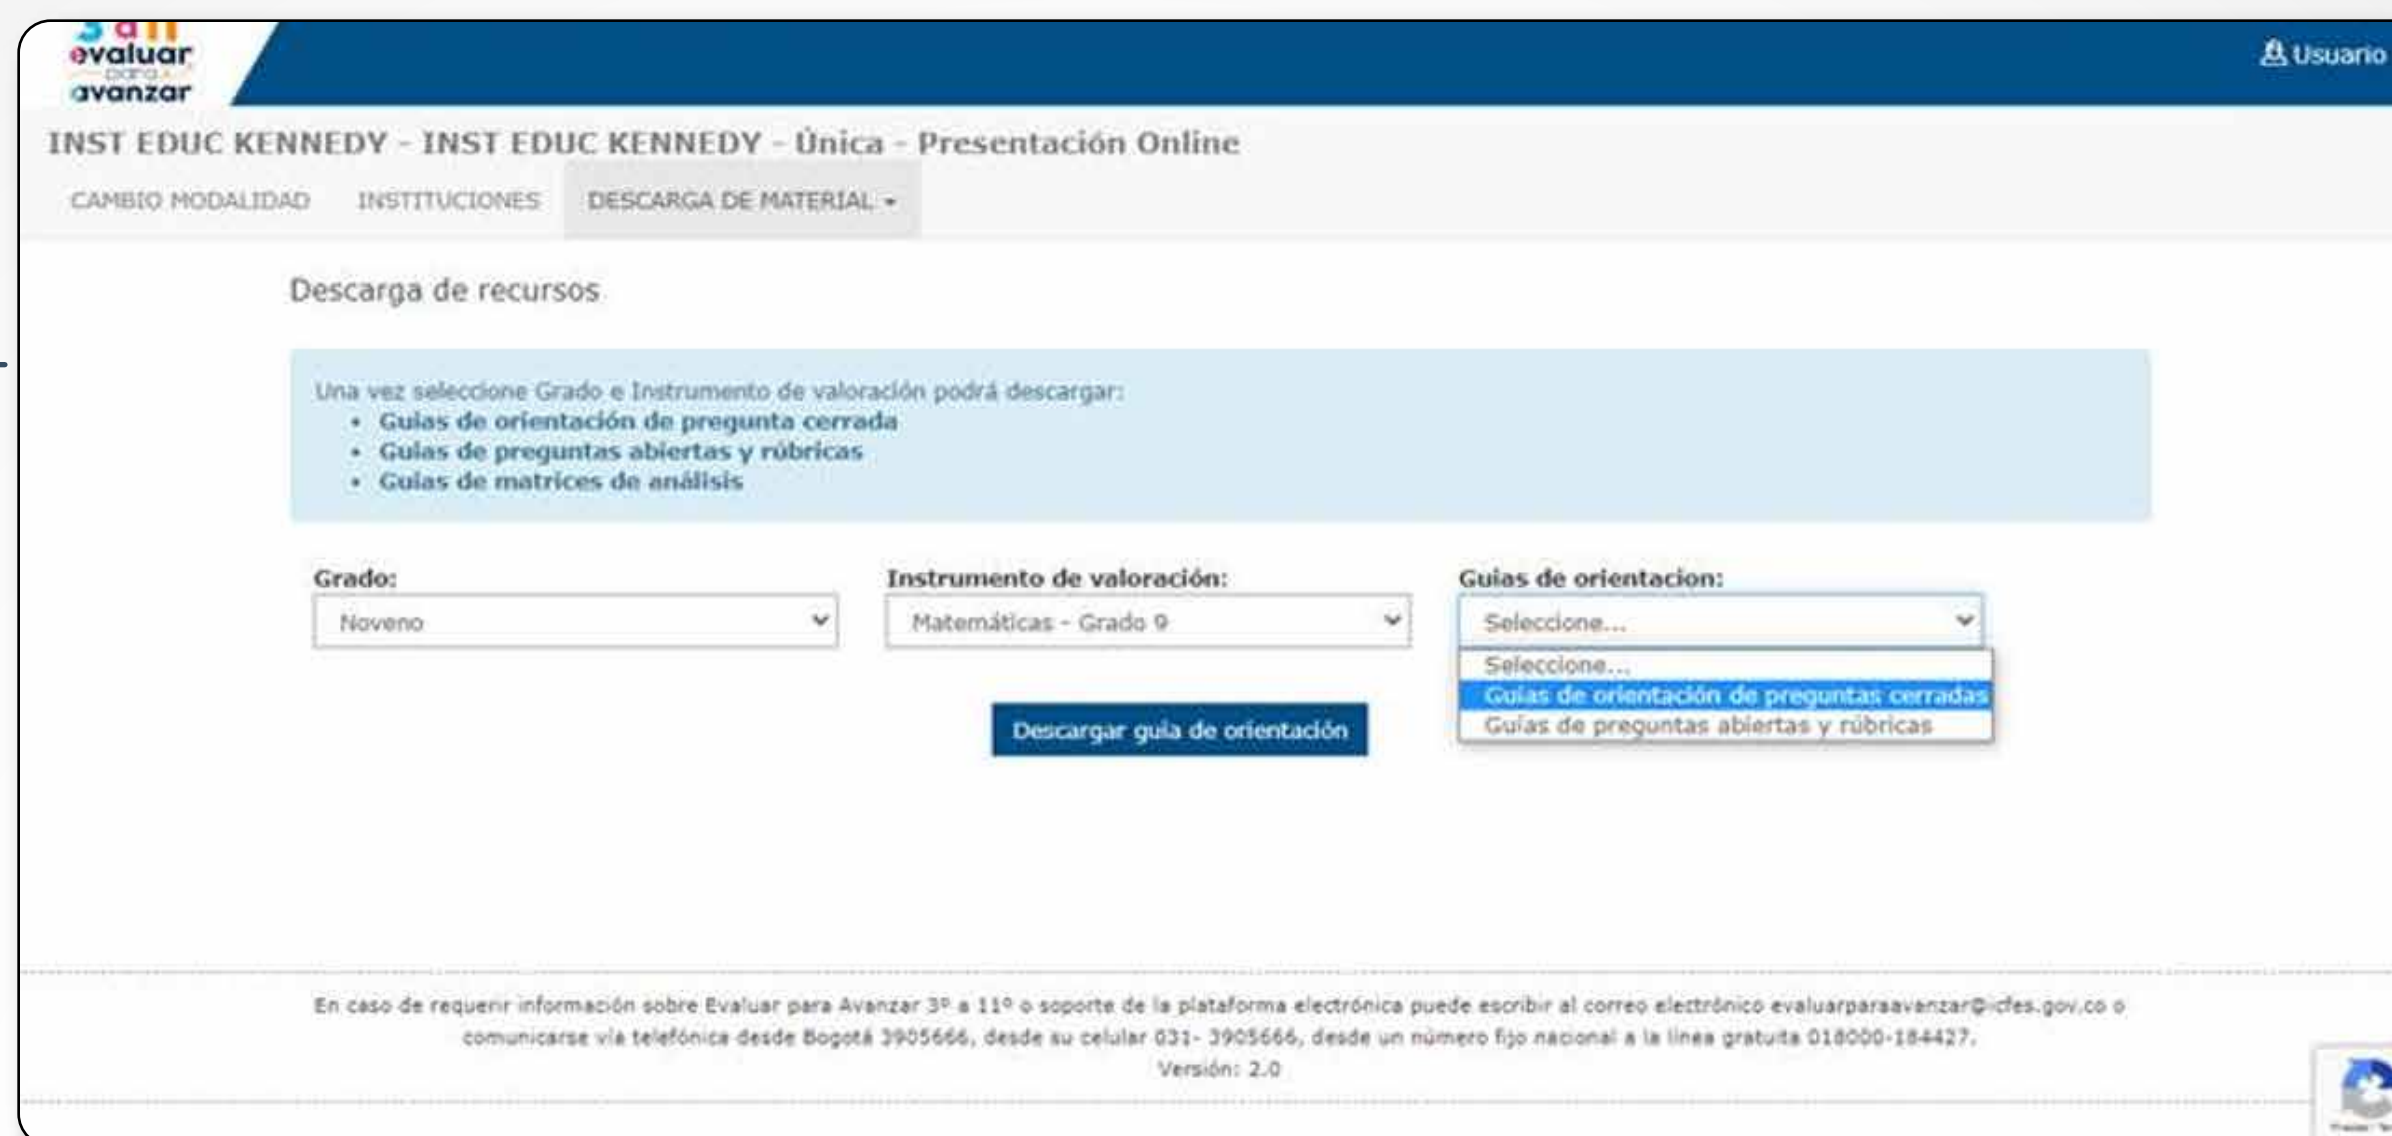 evaluar
para
avanzar
Usuario
INST EDUC KENNEDY - INST EDUC KENNEDY - Única - Presentación Online
CAMBIO MODALIDAD INSTITUCIONES DESCARGA DE MATERIAL
Descarga de recursos
Una vez seleccione Grado e Instrumento de valoración podrá descargar:
• Guias de orientación de pregunta cerrada
• Guias de preguntas abiertas y rúbricas
• Guias de matrices de análisis
Grado: Instrumento de valoración: Guias de orientacion:
Noveno Matemáticas - Grado 9 Seleccione...
Seleccione...
Guías de orientación de preguntas cerradas
Guías de preguntas abiertas y rúbricas
Descargar guia de orientación
En caso de requerir información sobre Evaluar para Avanzar 3º a 11º o soporte de la plataforma electrónica puede escribir al correo electrónico evaluarparaavanzar@icfes.gov.co o
comunicarse vía telefónica desde Bogotá 3905666, desde su celular 031- 3905666, desde un número fijo nacional a la línea gratuita 018000-184427.
Versión: 2.0